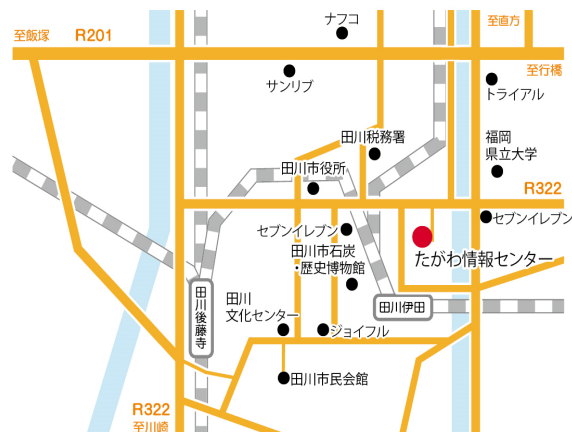 ナフコ
至直方
至飯塚
R201
至行橋
サンリブ
トライアル
田川税務署
福岡
県立大学
田川市役所
R322
セブンイレブン
セブンイレブン
田川市石炭
・歴史博物館
たがわ情報センター
田川後藤寺
田川
文化センター
田川伊田
ジョイフル
田川市民会館
R322
至川崎